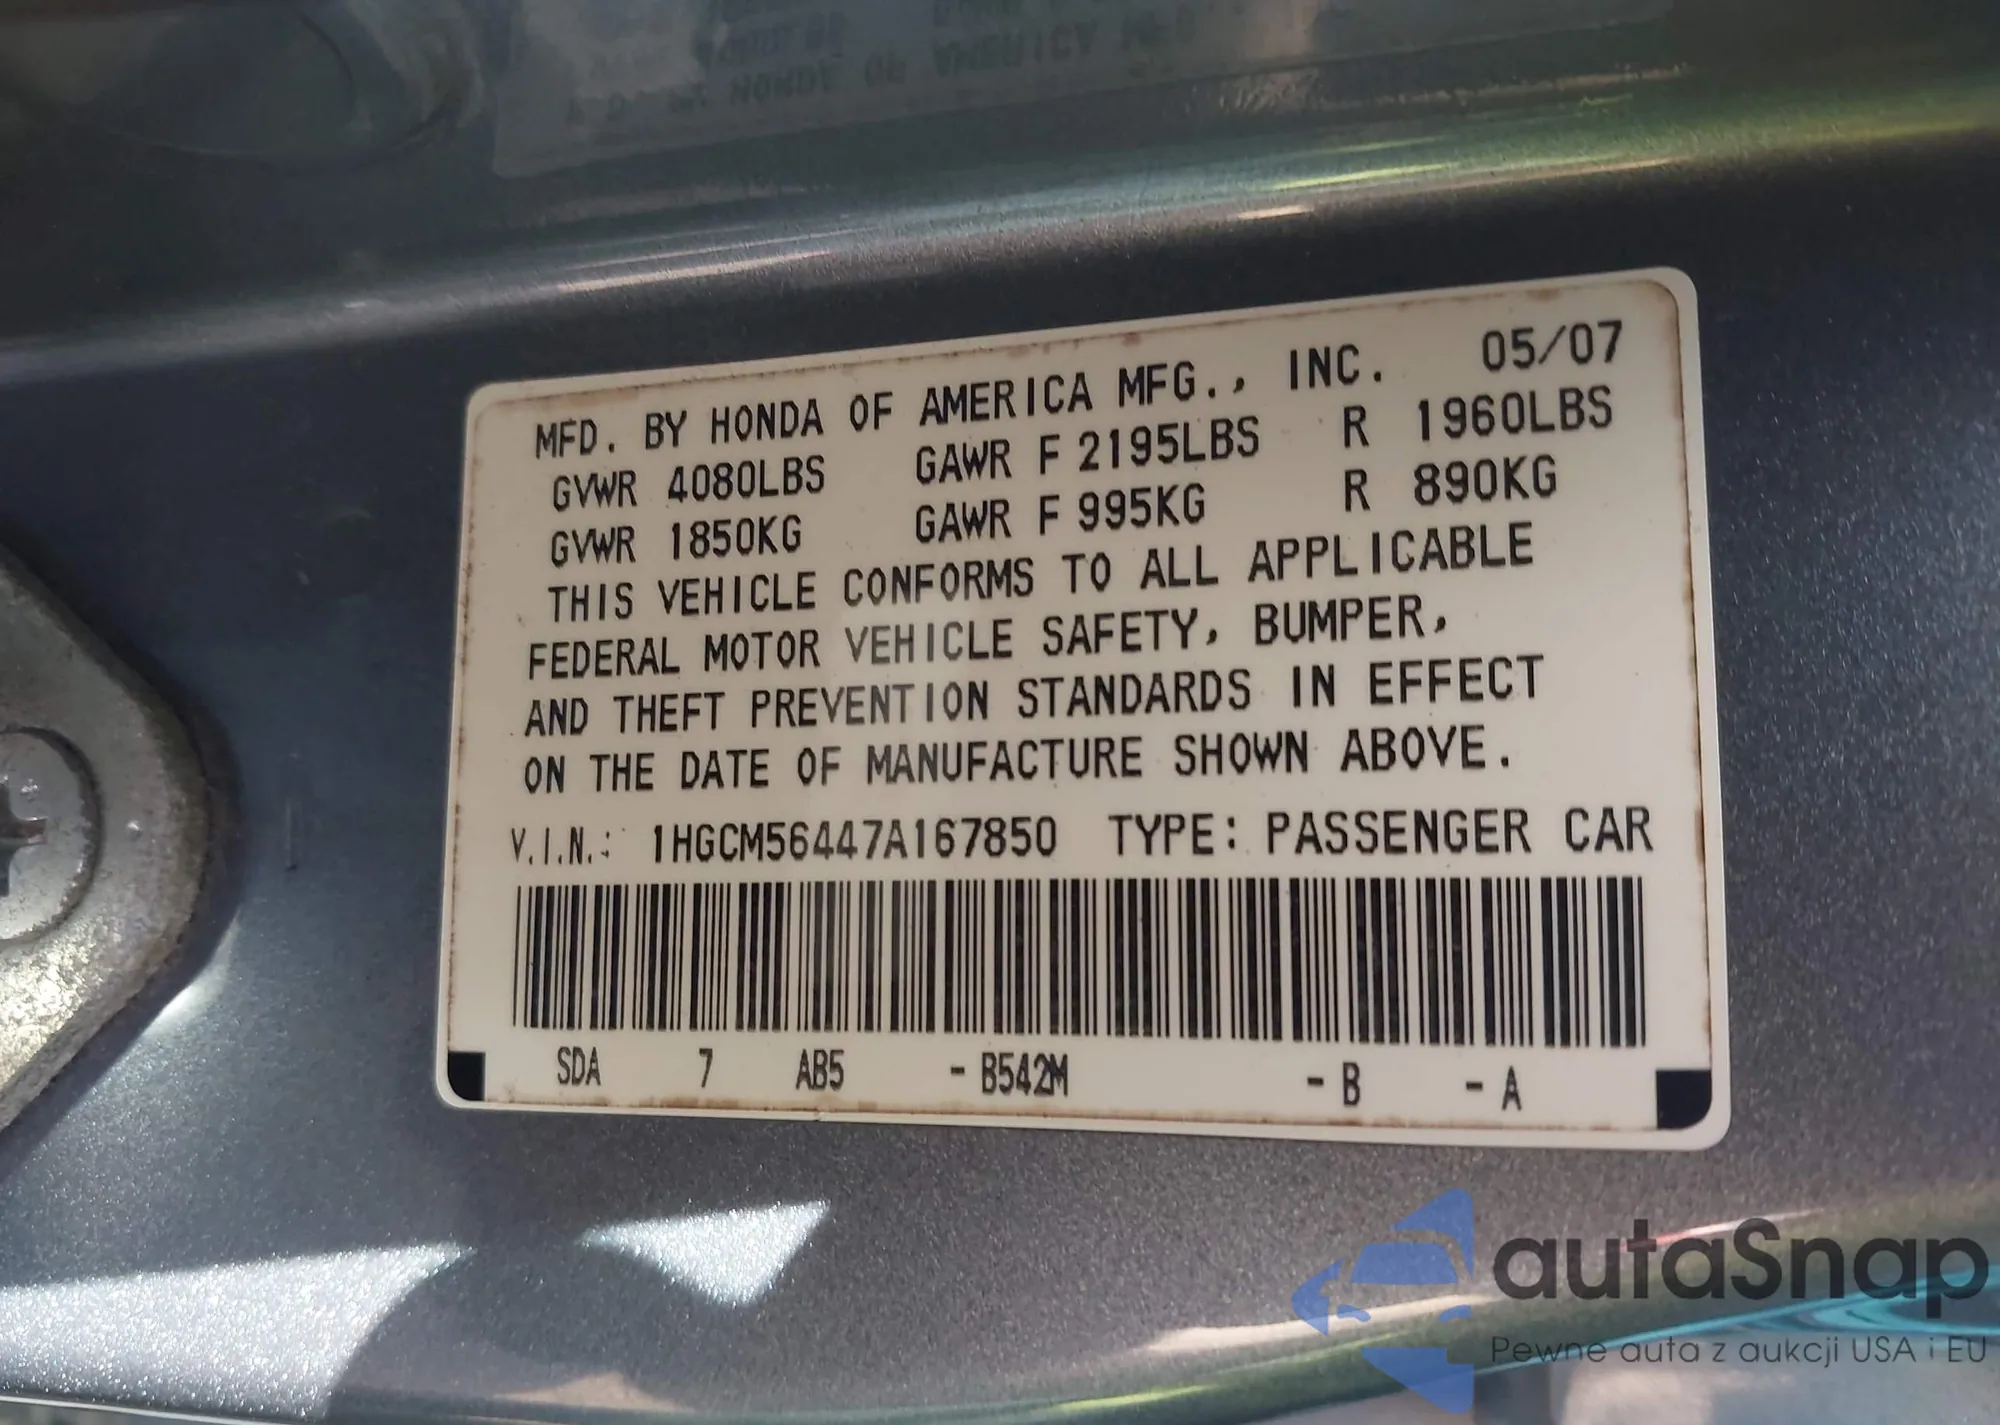 MFD. BY HONDA OF AMERICA MFG., INC. 05/07
GVWR 4080LBS GAWR F 2195LBS R 1960LBS
GVWR 1850KG GAWR F 995KG R 890KG
THIS VEHICLE CONFORMS TO ALL APPLICABLE
FEDERAL MOTOR VEHICLE SAFETY, BUMPER,
AND THEFT PREVENTION STANDARDS IN EFFECT
ON THE DATE OF MANUFACTURE SHOWN ABOVE.
V.I.N.: 1HGCM56447A167850 TYPE: PASSENGER CAR
SDA 7 AB5 - B542M - B - A
autaSnap
Pewne auta z aukcji USA i EU